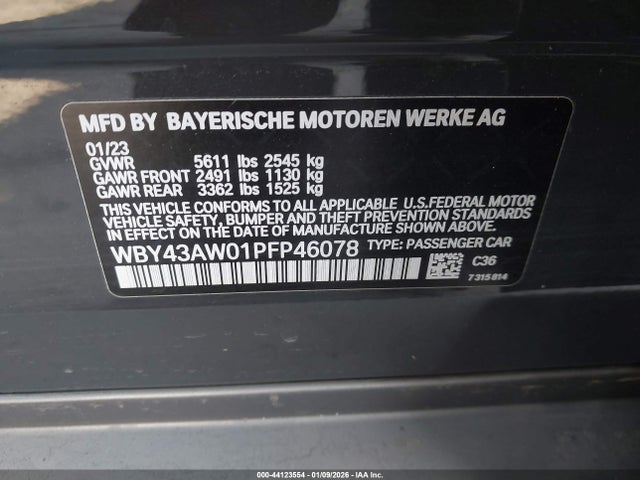 MFD BY BAYERISCHE MOTOREN WERKE AG
01/23
GVWR 5611 lbs 2545 kg
GAWR FRONT 2491 lbs 1130 kg
GAWR REAR 3362 lbs 1525 kg
THIS VEHICLE CONFORMS TO ALL APPLICABLE U.S.FEDERAL MOTOR
VEHICLE SAFETY, BUMPER AND THEFT PREVENTION STANDARDS
IN EFFECT ON THE DATE OF MANUFACTURE SHOWN ABOVE.
WBY43AW01PFP46078 TYPE: PASSENGER CAR
C36
7315814
000-44123554 - 01/09/2026 - IAA Inc.